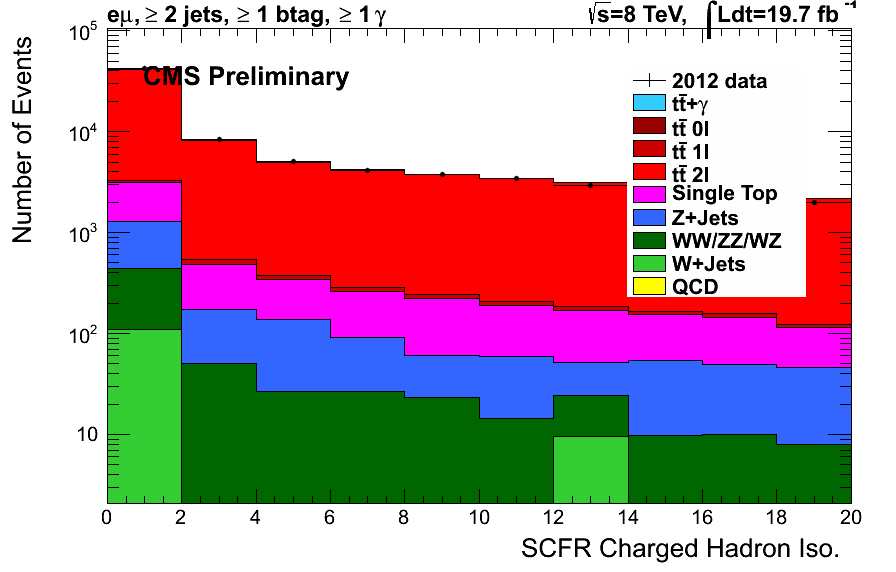 eμ, ≥ 2 jets, ≥ 1 btag, ≥ 1 γ
√s=8 TeV, ∫Ldt=19.7 fb⁻¹
CMS Preliminary
Number of Events
10⁵
10⁴
10³
10²
10
2012 data
tt̄+γ
tt̄ 0l
tt̄ 1l
tt̄ 2l
Single Top
Z+Jets
WW/ZZ/WZ
W+Jets
QCD
0 2 4 6 8 10 12 14 16 18 20
SCFR Charged Hadron Iso.